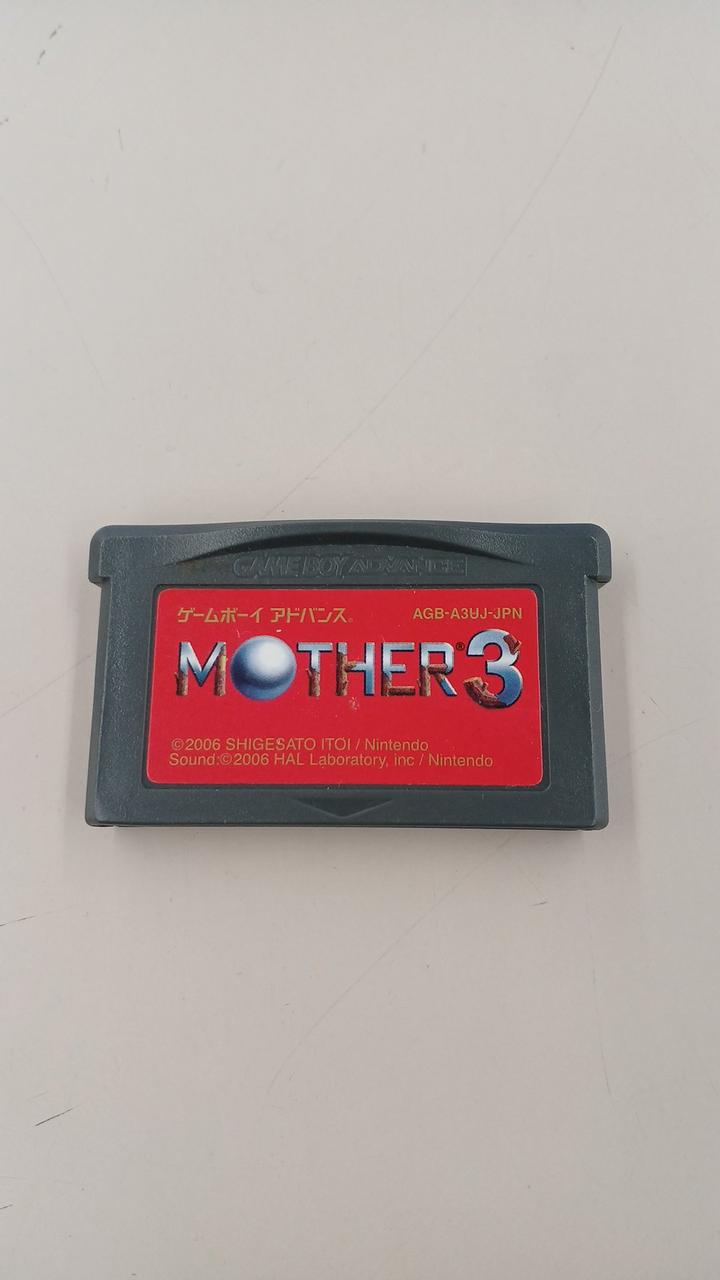 GAME BOY ADVANCE
ゲームボーイ アドバンス® AGB-A3UJ-JPN
MOTHER® 3
©2006 SHIGESATO ITOI / Nintendo
Sound:©2006 HAL Laboratory, inc / Nintendo